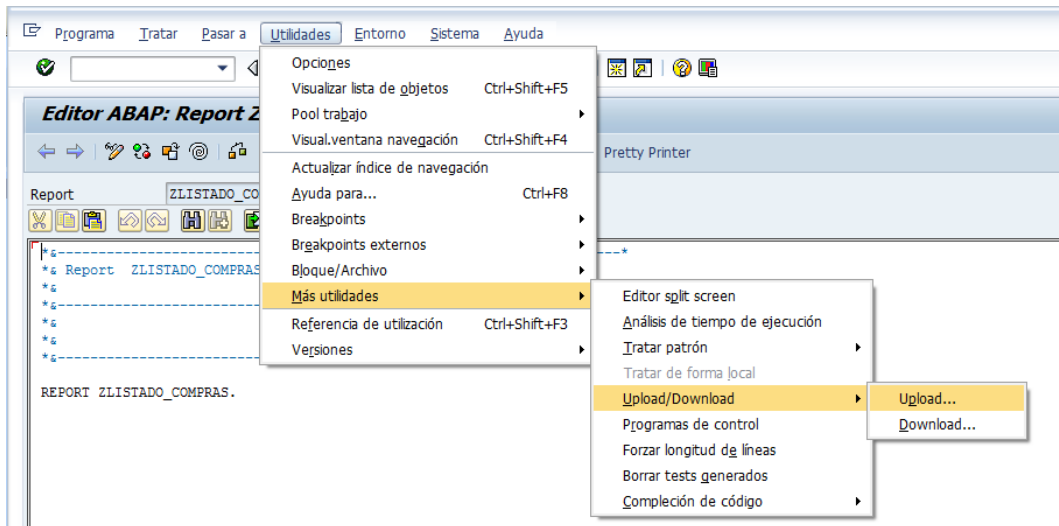 Programa Tratar Pasar a Utilidades Entorno Sistema Ayuda
Editor ABAP: Report Z
Pretty Printer
Report ZLISTADO_CO
Opciones
Visualizar lista de objetos Ctrl+Shift+F5
Pool trabajo
Visual.ventana navegación Ctrl+Shift+F4
Actualizar índice de navegación
Ayuda para... Ctrl+F8
Breakpoints
Breakpoints externos
Bloque/Archivo
Más utilidades
Referencia de utilización Ctrl+Shift+F3
Versiones
Editor split screen
Análisis de tiempo de ejecución
Tratar patrón
Tratar de forma local
Upload/Download
Programas de control
Forzar longitud de líneas
Borrar tests generados
Compleción de código
Upload...
Download...
*&---------------------------
---*
*& Report ZLISTADO_COMPRAS
*&
*&---------------------------
*&
*&
*&---------------------------
REPORT ZLISTADO_COMPRAS.